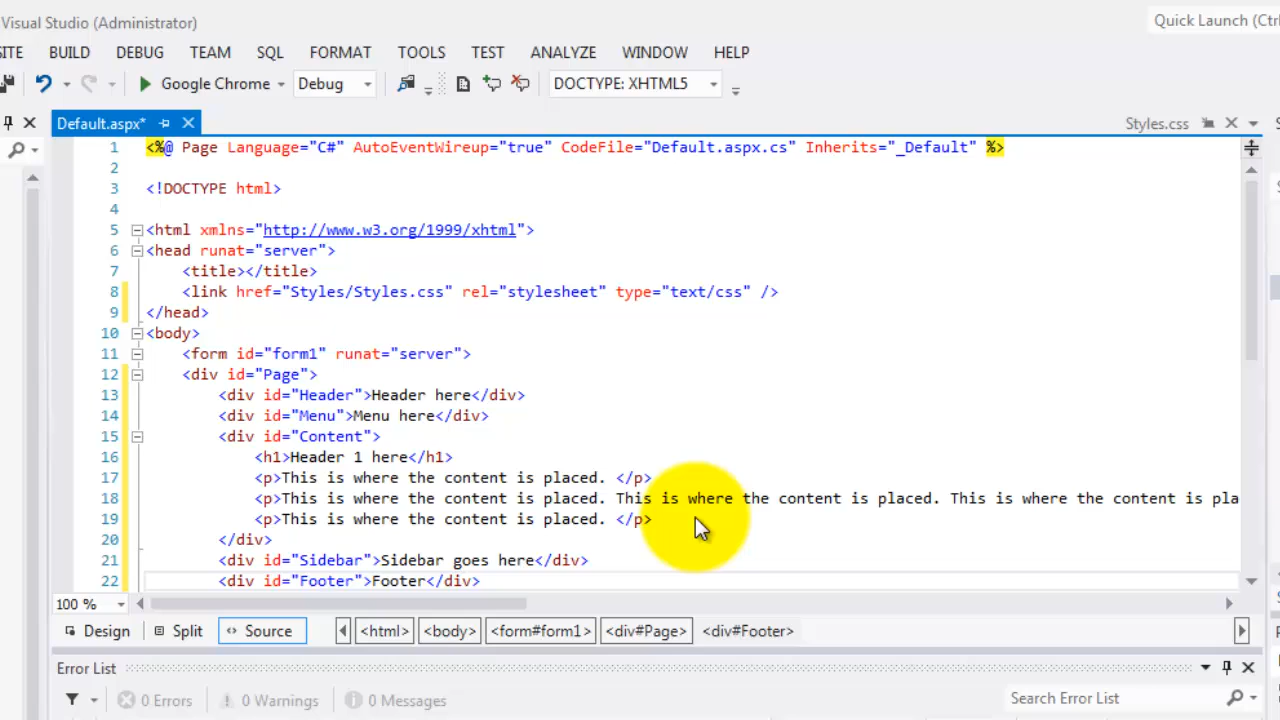 Visual Studio (Administrator)
Quick Launch (Ctr
SITE BUILD DEBUG TEAM SQL FORMAT TOOLS TEST ANALYZE WINDOW HELP
Google Chrome Debug DOCTYPE: XHTML5
Default.aspx* Styles.css
1 <%@ Page Language="C#" AutoEventWireup="true" CodeFile="Default.aspx.cs" Inherits="_Default" %>
2
3 <!DOCTYPE html>
4
5 <html xmlns="http://www.w3.org/1999/xhtml">
6 <head runat="server">
7 <title></title>
8 <link href="Styles/Styles.css" rel="stylesheet" type="text/css" />
9 </head>
10 <body>
11 <form id="form1" runat="server">
12 <div id="Page">
13 <div id="Header">Header here</div>
14 <div id="Menu">Menu here</div>
15 <div id="Content">
16 <h1>Header 1 here</h1>
17 <p>This is where the content is placed. </p>
18 <p>This is where the content is placed. This is where the content is placed. This is where the content is pla
19 <p>This is where the content is placed. </p>
20 </div>
21 <div id="Sidebar">Sidebar goes here</div>
22 <div id="Footer">Footer</div>
100 %
Design Split Source <html> <body> <form#form1> <div#Page> <div#Footer>
Error List
0 Errors 0 Warnings 0 Messages Search Error List